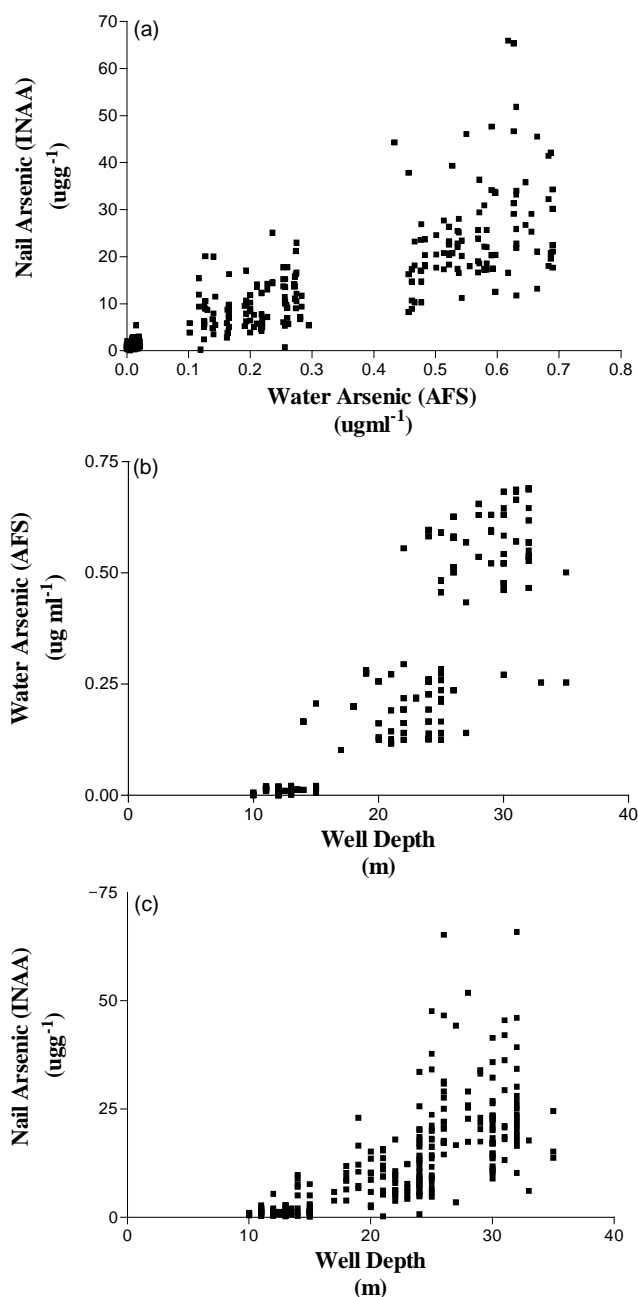 (a)
70
60
50
40
30
20
10
0
Nail Arsenic (INAA)
(ugg-1)
0.0 0.1 0.2 0.3 0.4 0.5 0.6 0.7 0.8
Water Arsenic (AFS)
(ugml-1)
(b)
0.75
0.50
0.25
0.00
Water Arsenic (AFS)
(ug ml-1)
0 10 20 30 40
Well Depth
(m)
(c)
-75
50
25
0
Nail Arsenic (INAA)
(ugg-1)
0 10 20 30 40
Well Depth
(m)